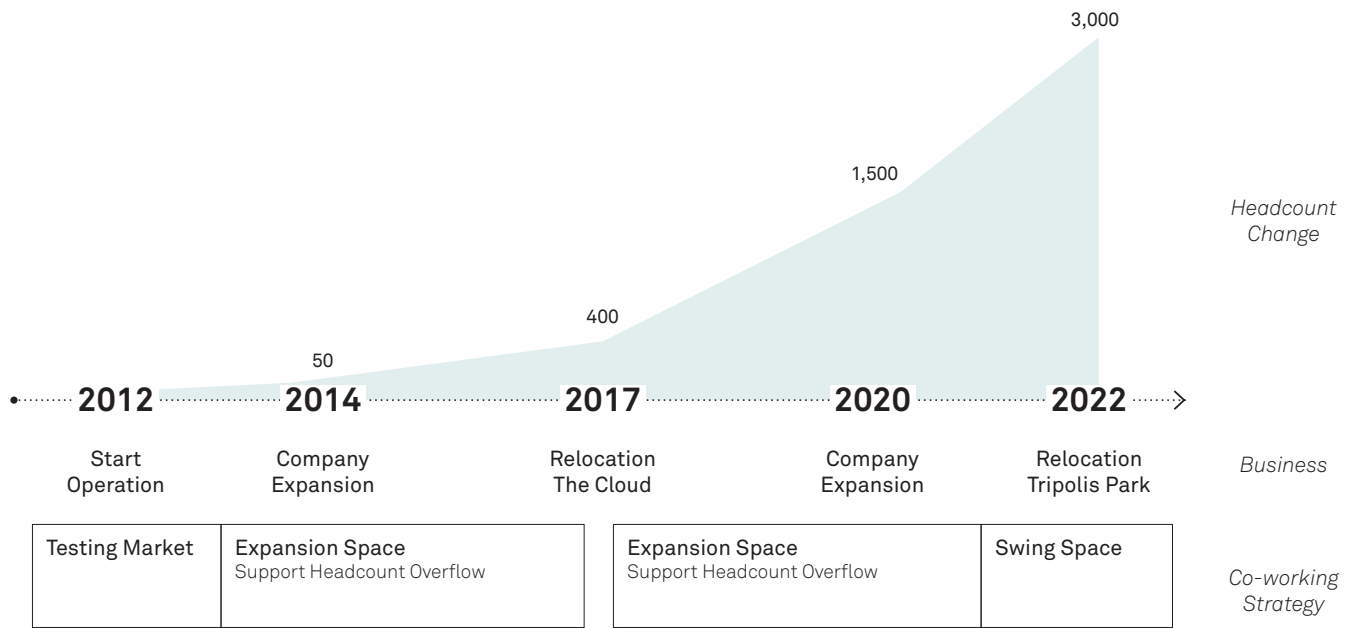 3,000
1,500
Headcount
Change
400
50
2012 2014 2017 2020 2022
Start
Operation
Company
Expansion
Relocation
The Cloud
Company
Expansion
Relocation
Tripolis Park
Business
Testing Market
Expansion Space
Support Headcount Overflow
Expansion Space
Support Headcount Overflow
Swing Space
Co-working
Strategy